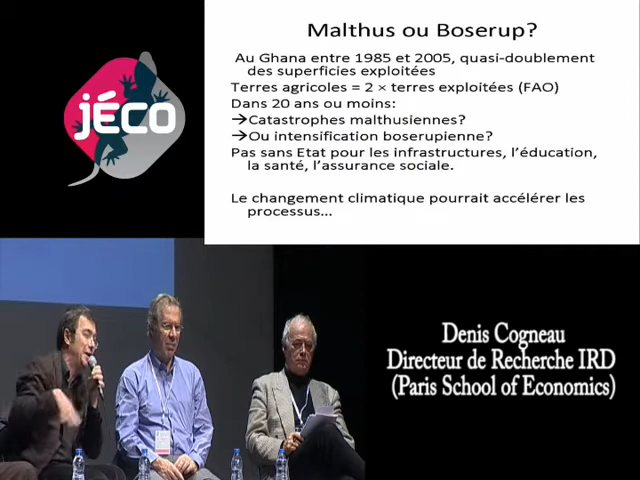 jéco
Malthus ou Boserup?
Au Ghana entre 1985 et 2005, quasi-doublement
des superficies exploitées
Terres agricoles = 2 × terres exploitées (FAO)
Dans 20 ans ou moins:
→Catastrophes malthusiennes?
→Ou intensification boserupienne?
Pas sans Etat pour les infrastructures, l’éducation,
la santé, l’assurance sociale.
Le changement climatique pourrait accélérer les
processus...
Denis Cogneau
Directeur de Recherche IRD
(Paris School of Economics)